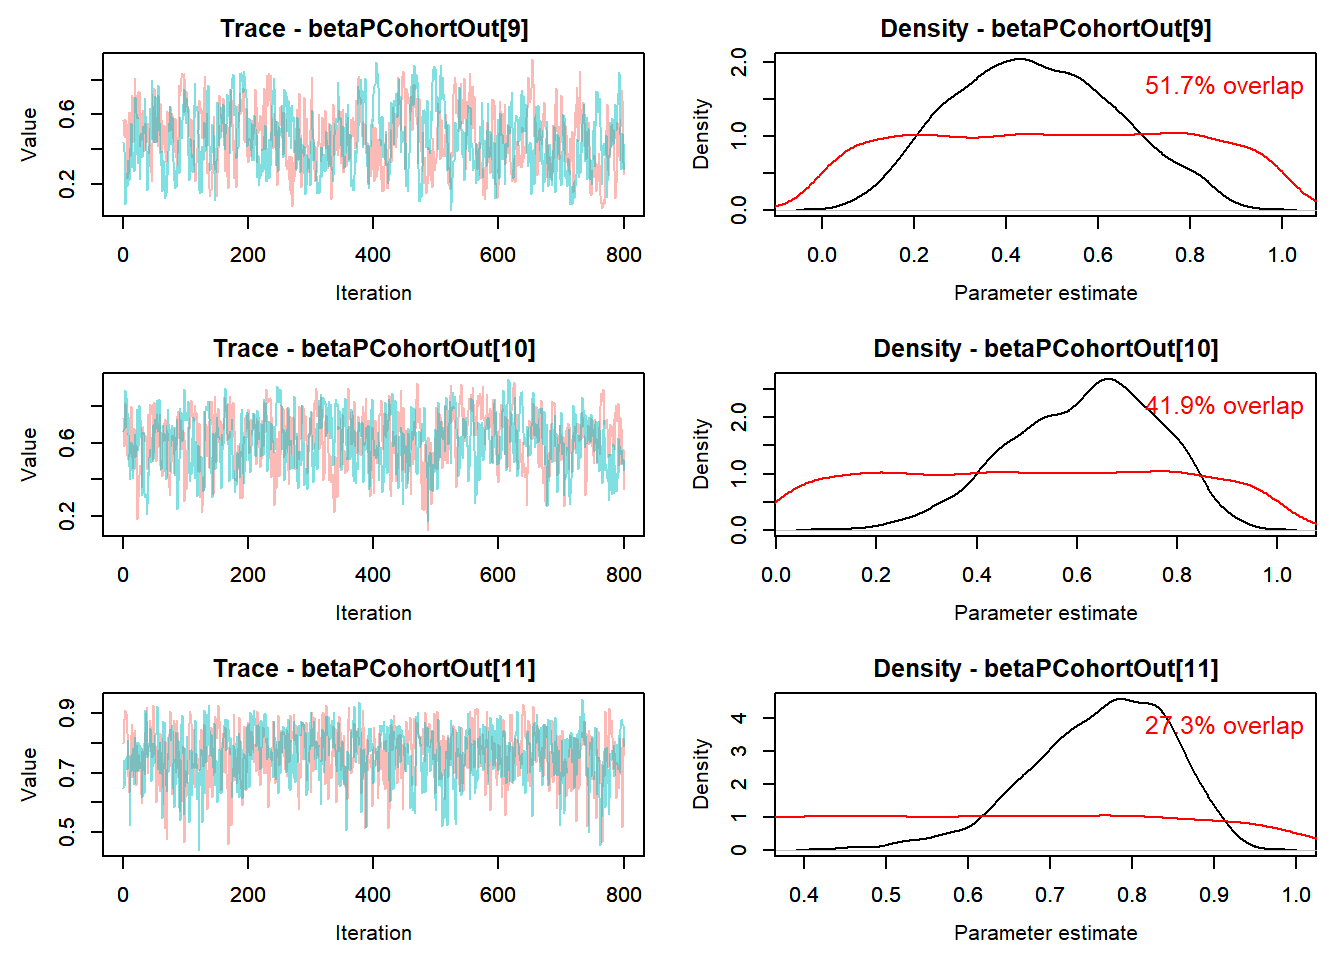 Trace - betaPCohortOut[9]
Value
0.2 0.6
0 200 400 600 800
Iteration
Density - betaPCohortOut[9]
51.7% overlap
Density
0.0 1.0 2.0
0.0 0.2 0.4 0.6 0.8 1.0
Parameter estimate
Trace - betaPCohortOut[10]
Value
0.2 0.6
0 200 400 600 800
Iteration
Density - betaPCohortOut[10]
41.9% overlap
Density
0.0 1.0 2.0
0.0 0.2 0.4 0.6 0.8 1.0
Parameter estimate
Trace - betaPCohortOut[11]
Value
0.5 0.7 0.9
0 200 400 600 800
Iteration
Density - betaPCohortOut[11]
27.3% overlap
Density
0 1 2 3 4
0.4 0.5 0.6 0.7 0.8 0.9 1.0
Parameter estimate